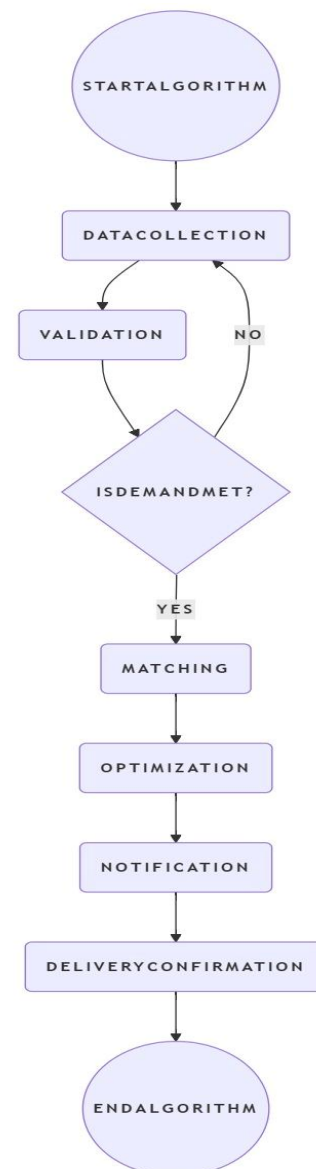 STARTALGORITHM
DATACOLLECTION
VALIDATION
NO
ISDEMANDMET?
YES
MATCHING
OPTIMIZATION
NOTIFICATION
DELIVERYCONFIRMATION
ENDALGORITHM